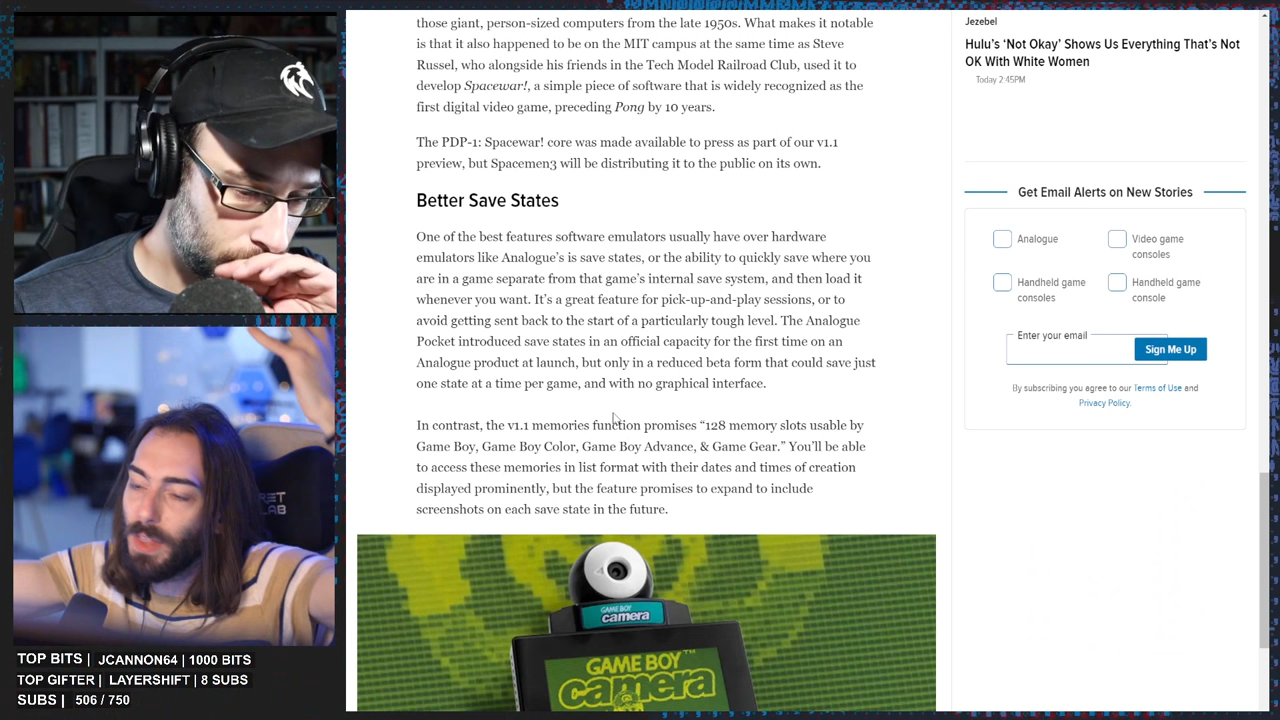 those giant, person-sized computers from the late 1950s. What makes it notable
is that it also happened to be on the MIT campus at the same time as Steve
Russel, who alongside his friends in the Tech Model Railroad Club, used it to
develop Spacewar!, a simple piece of software that is widely recognized as the
first digital video game, preceding Pong by 10 years.
The PDP-1: Spacewar! core was made available to press as part of our v1.1
preview, but Spacemen3 will be distributing it to the public on its own.
Better Save States
One of the best features software emulators usually have over hardware
emulators like Analogue's is save states, or the ability to quickly save where you
are in a game separate from that game's internal save system, and then load it
whenever you want. It's a great feature for pick-up-and-play sessions, or to
avoid getting sent back to the start of a particularly tough level. The Analogue
Pocket introduced save states in an official capacity for the first time on an
Analogue product at launch, but only in a reduced beta form that could save just
one state at a time per game, and with no graphical interface.
In contrast, the v1.1 memories function promises “128 memory slots usable by
Game Boy, Game Boy Color, Game Boy Advance, & Game Gear.” You'll be able
to access these memories in list format with their dates and times of creation
displayed prominently, but the feature promises to expand to include
screenshots on each save state in the future.
GAME BOY
camera
GAME BOY™
camera
Jezebel
Hulu's ‘Not Okay’ Shows Us Everything That's Not
OK With White Women
Today 2:45PM
Get Email Alerts on New Stories
Analogue
Video game
consoles
Handheld game
consoles
Handheld game
console
Enter your email
Sign Me Up
By subscribing you agree to our Terms of Use and
Privacy Policy.
TOP BITS | JCANNON64 | 1000 BITS
TOP GIFTER | LAYERSHIFT | 8 SUBS
SUBS | 506 / 750